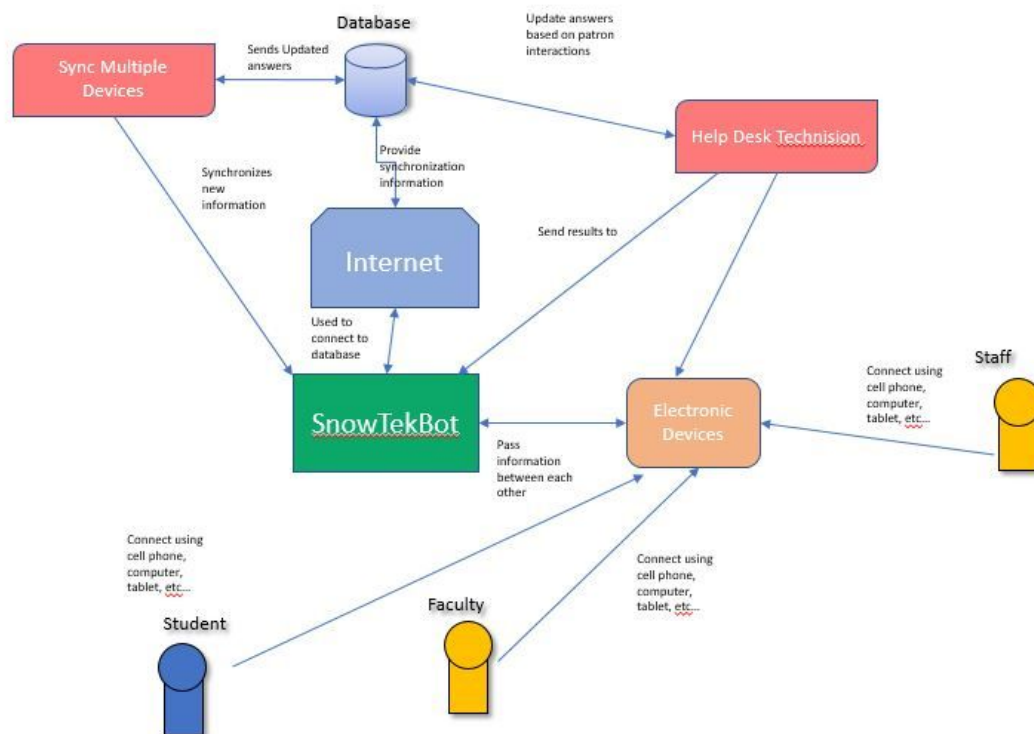 Database
Update answers
based on patron
interactions
Sends Updated
answers
Sync Multiple
Devices
Help Desk Technision
Provide
synchronization
information
Synchronizes
new
information
Send results to
Internet
Used to
connect to
database
Staff
Connect using
cell phone,
computer,
tablet, etc...
SnowTekBot
Electronic
Devices
Pass
information
between each
other
Connect using
cell phone,
computer,
tablet, etc...
Connect using
cell phone,
computer,
tablet, etc...
Faculty
Student